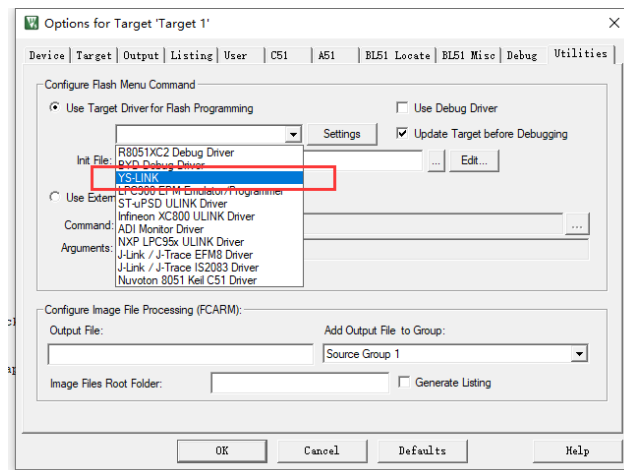 Options for Target 'Target 1'
Device Target Output Listing User C51 A51 BL51 Locate BL51 Misc Debug Utilities
Configure Flash Menu Command
Use Target Driver for Flash Programming
Use Debug Driver
Settings
Update Target before Debugging
R8051XC2 Debug Driver
BYD Debug Driver
Init File:
... Edit...
YS-LINK
LPC900 EPM Emulator/Programmer
Use Extern
ST-uPSD ULINK Driver
Infineon XC800 ULINK Driver
Command:
...
ADI Monitor Driver
NXP LPC95x ULINK Driver
Arguments:
J-Link / J-Trace EFM8 Driver
J-Link / J-Trace IS2083 Driver
Nuvoton 8051 Keil C51 Driver
Configure Image File Processing (FCARM):
Output File:
Add Output File to Group:
Source Group 1
Image Files Root Folder:
Generate Listing
OK Cancel Defaults Help